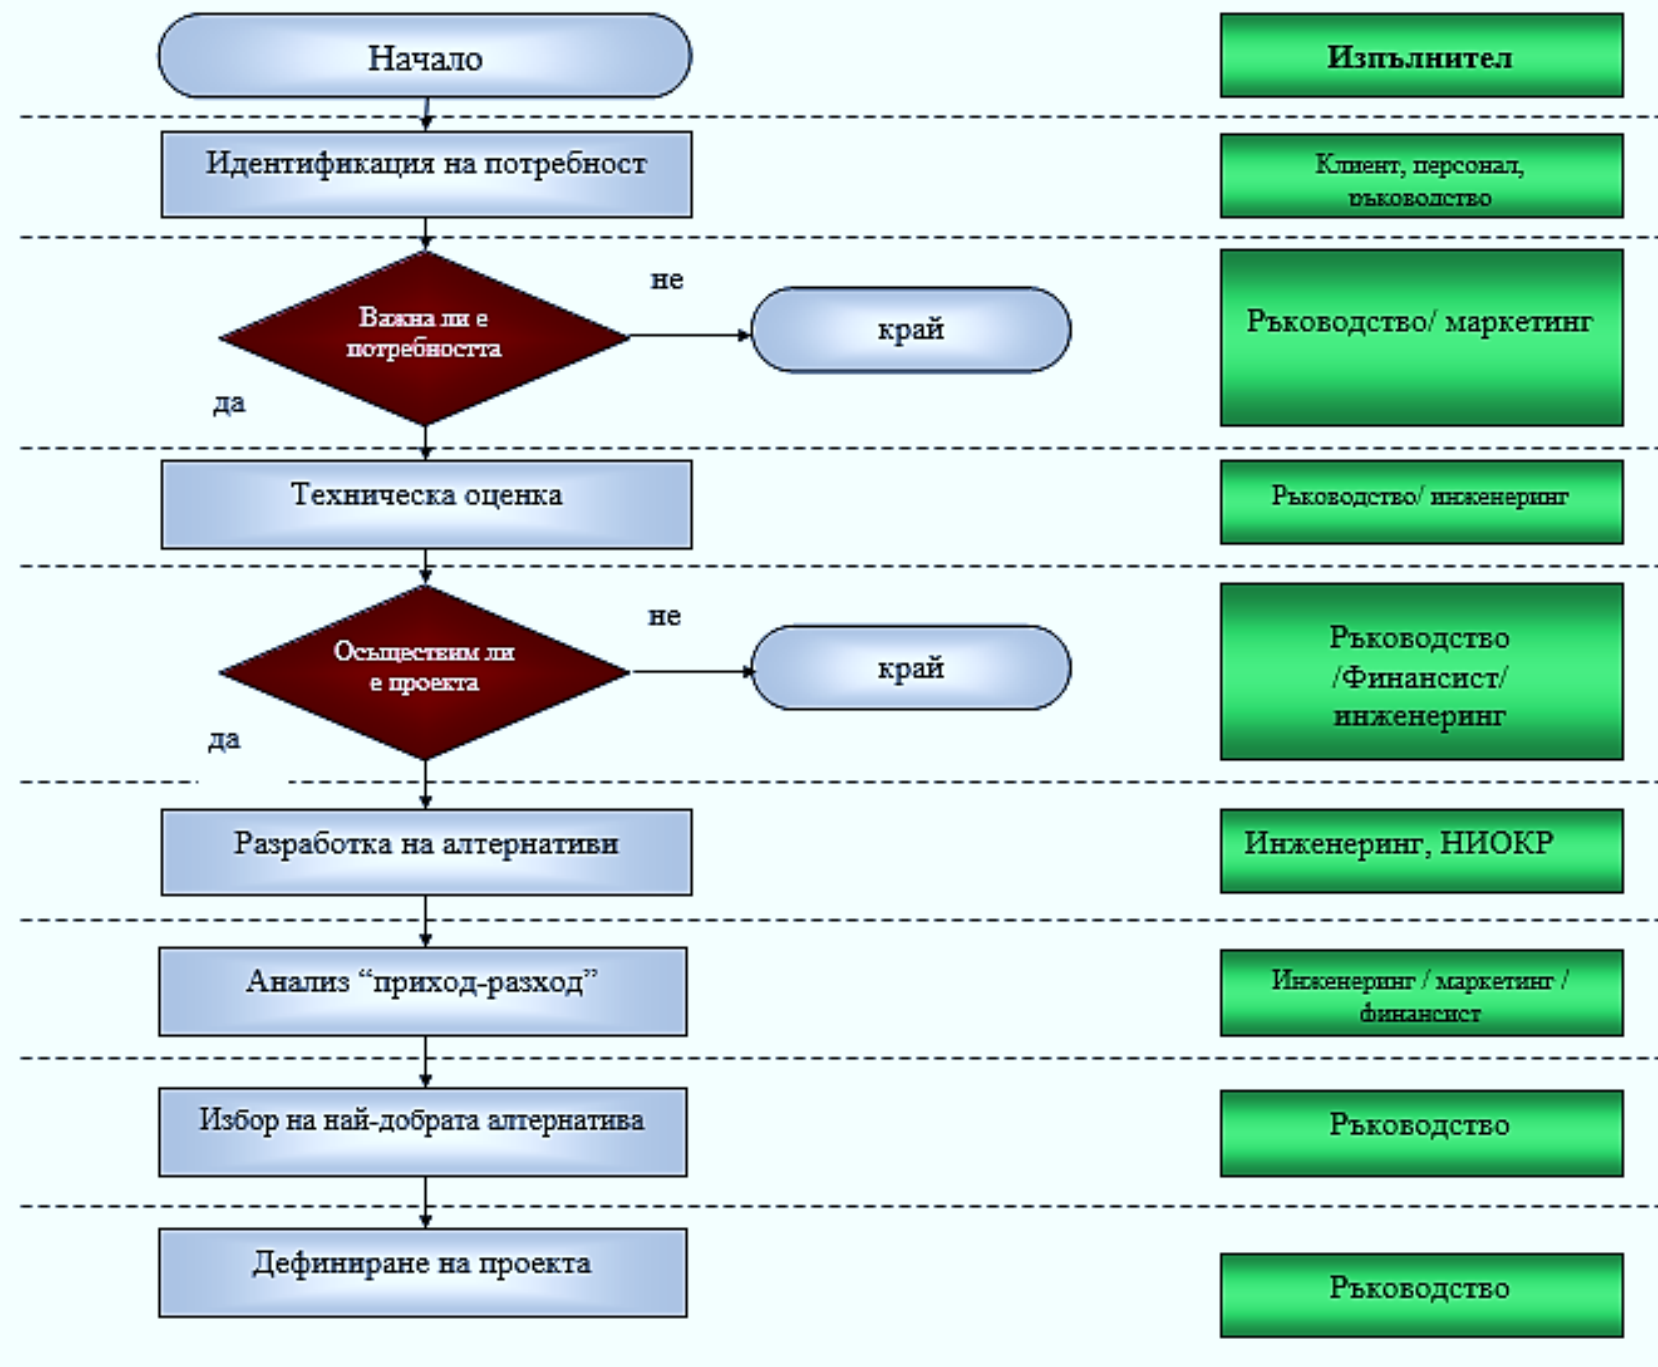 Начало
Изпълнител
Идентификация на потребност
Клиент, персонал,
ръководство
Важна ли е
потребността
не
край
да
Ръководство/ маркетинг
Техническа оценка
Ръководство/ инженеринг
Осъществим ли
е проекта
не
край
да
Ръководство
/Финансист/
инженеринг
Разработка на алтернативи
Инженеринг, НИОКР
Анализ “приход-разход”
Инженеринг / маркетинг /
финансист
Избор на най-добрата алтернатива
Ръководство
Дефиниране на проекта
Ръководство